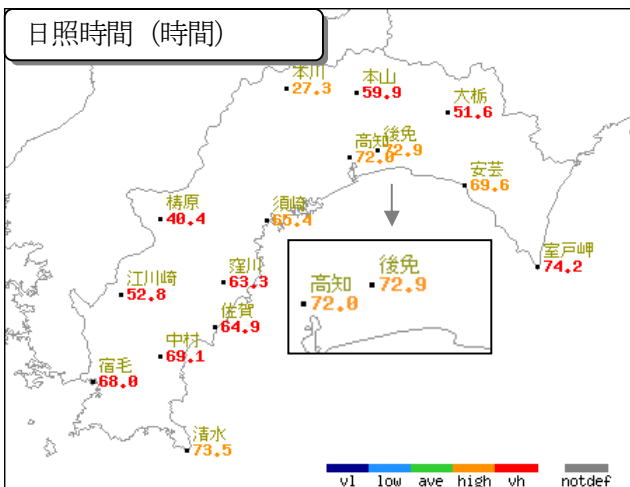 日照時間（時間）
本川
27.3
本山
59.9
大栃
51.6
高知
72.0
後免
72.9
安芸
69.6
梼原
40.4
須崎
65.4
室戸岬
74.2
江川崎
52.8
窪川
63.3
佐賀
64.9
高知
72.0
後免
72.9
中村
69.1
宿毛
68.0
清水
73.5
vl low ave high vh notdef